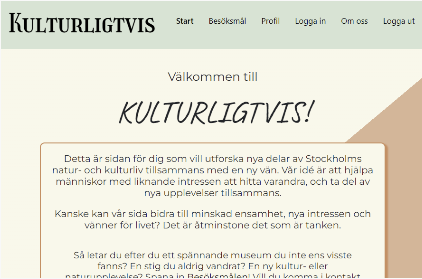 KULTURLIGTVIS Start Besöksmål Profil Logga in Om oss Logga ut
Välkommen till
KULTURLIGTVIS!
Detta är sidan för dig som vill utforska nya delar av Stockholms
natur- och kulturliv tillsammans med en ny vän. Vår idé är att hjälpa
människor med liknande intressen att hitta varandra, och ta del av
nya upplevelser tillsammans.
Kanske kan vår sida bidra till minskad ensamhet, nya intressen och
vänner för livet? Det är åtminstone det som är tanken.
Så letar du efter du ett spännande museum du inte ens visste
fanns? En stig du aldrig vandrat? En ny kultur- eller
naturupplevelse? Spana in Besöksmålen! Vill du komma i kontakt